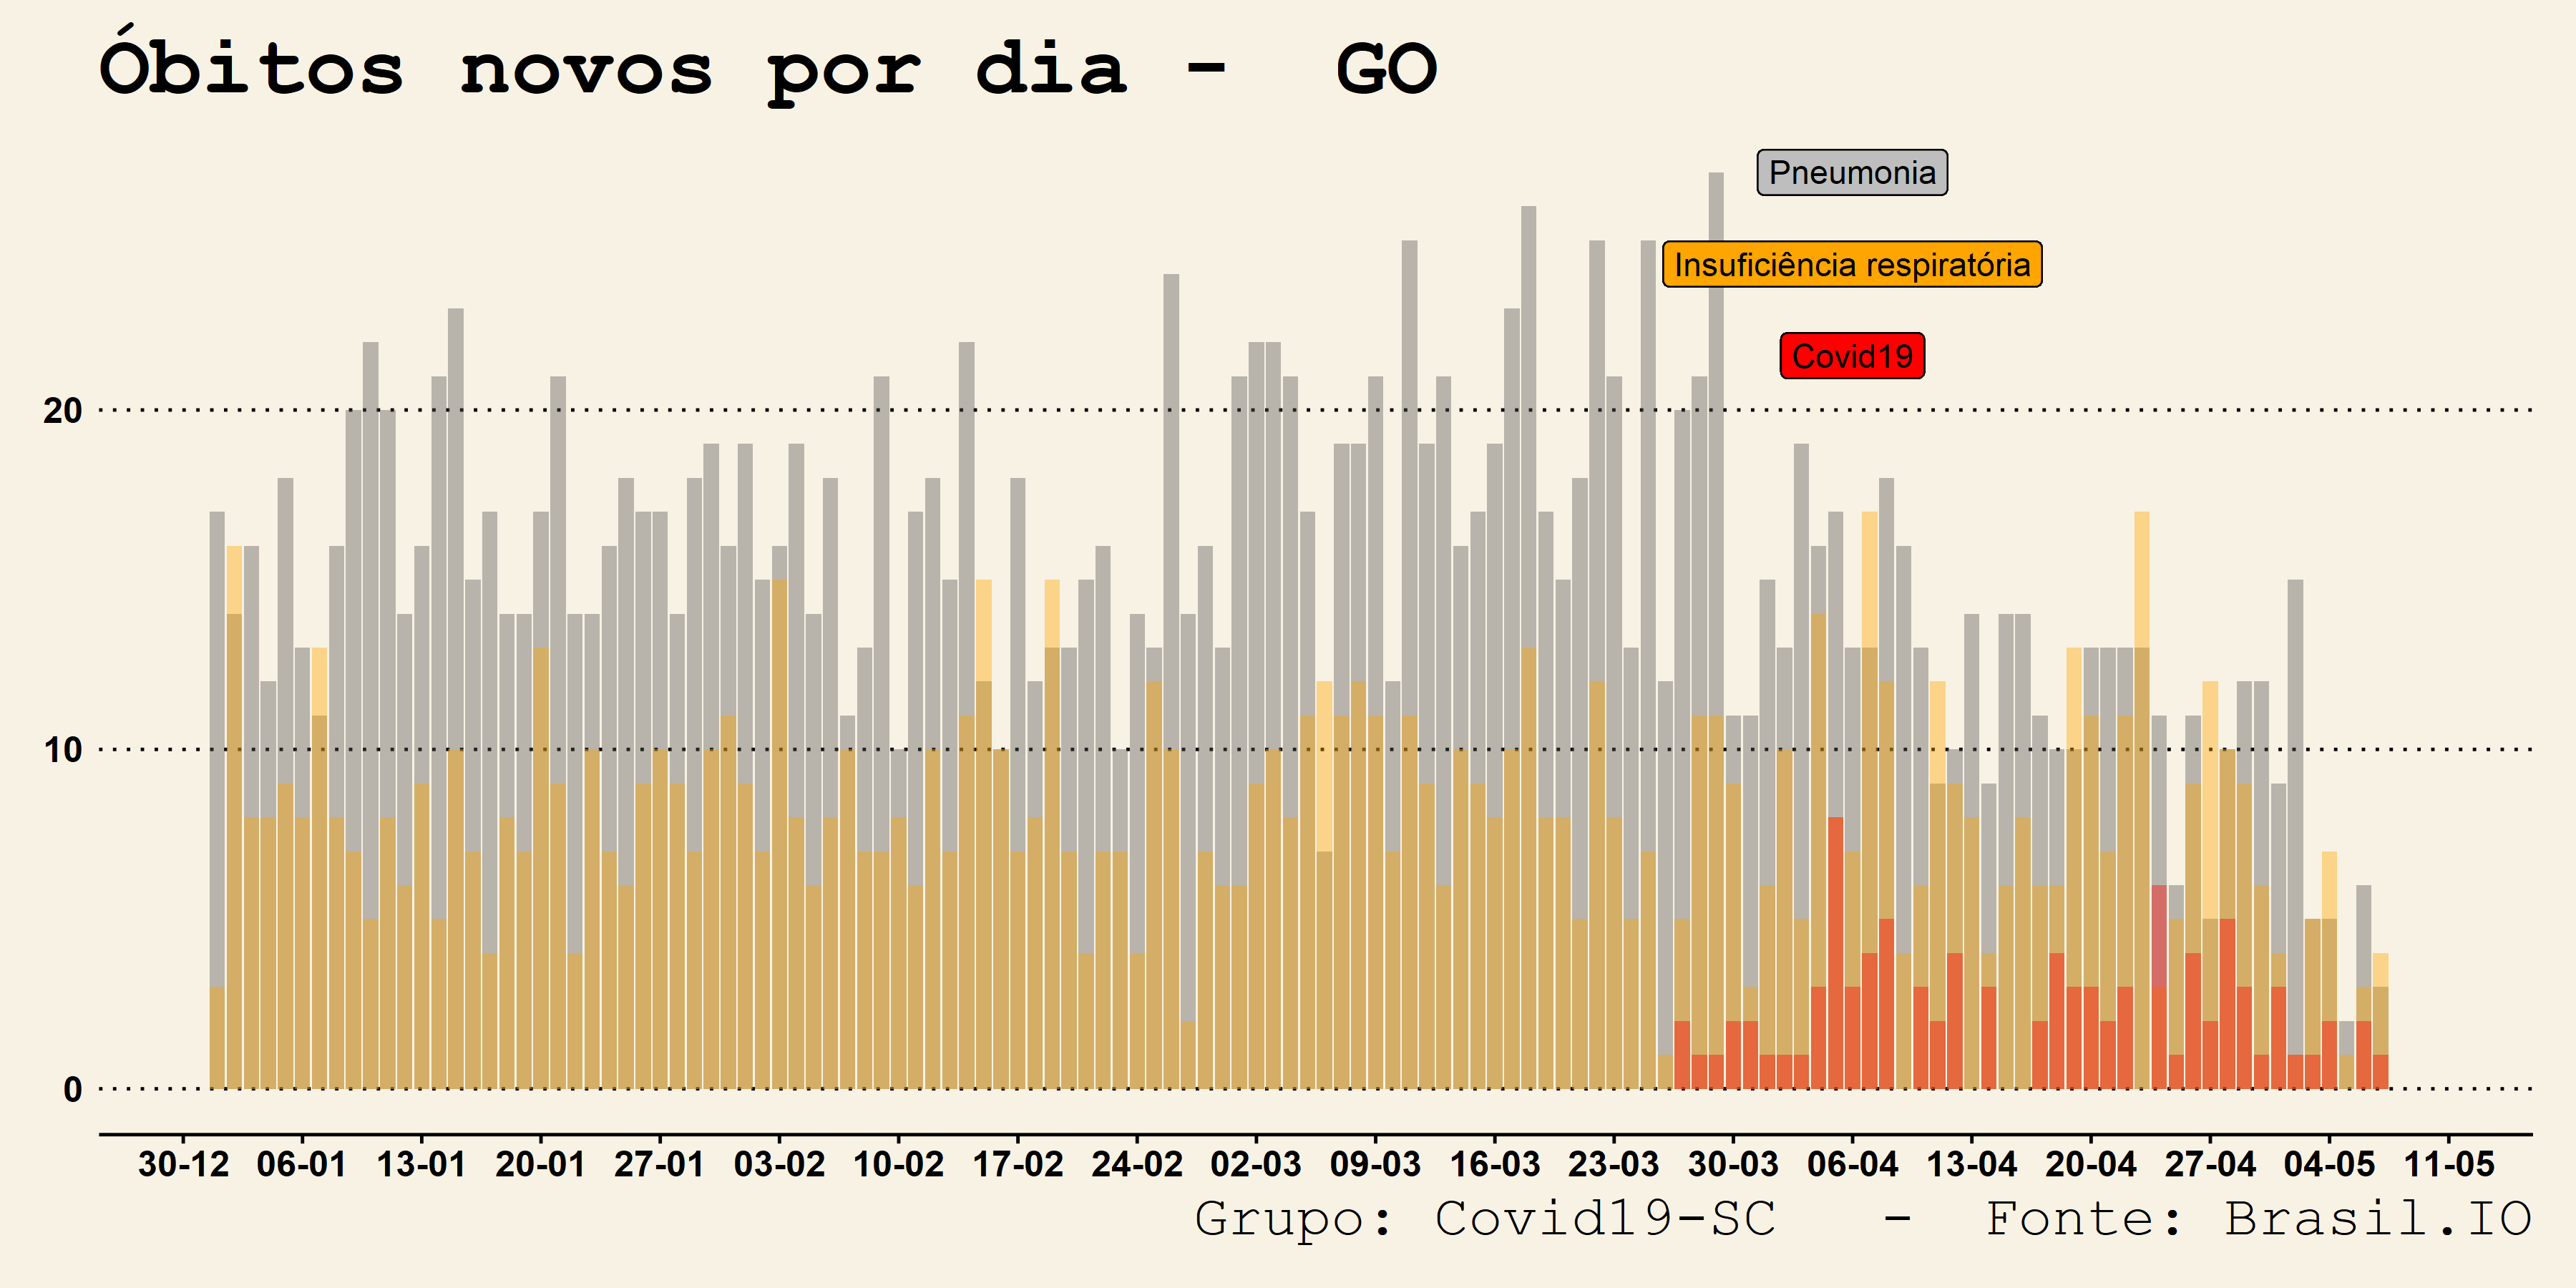 Óbitos novos por dia -  GO
Pneumonia
Insuficiência respiratória
Covid19
20
10
0
30-12 06-01 13-01 20-01 27-01 03-02 10-02 17-02 24-02 02-03 09-03 16-03 23-03 30-03 06-04 13-04 20-04 27-04 04-05 11-05
Grupo: Covid19-SC  -  Fonte: Brasil.IO